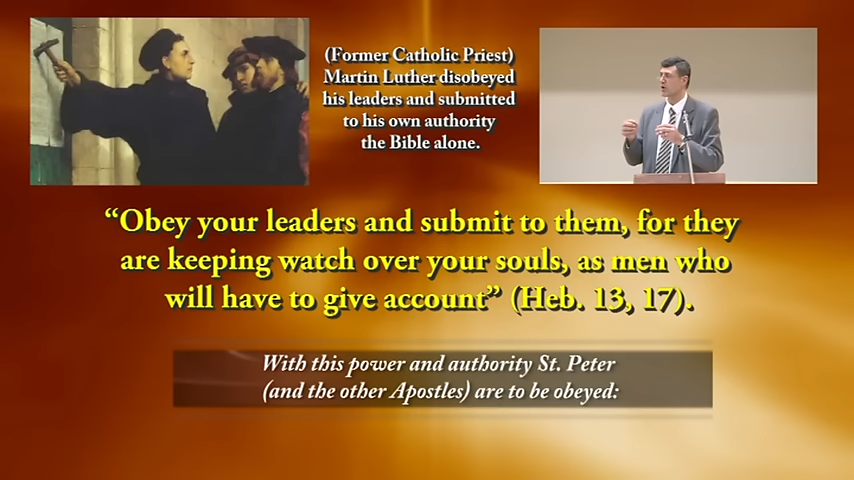 (Former Catholic Priest)
Martin Luther disobeyed
his leaders and submitted
to his own authority
the Bible alone.
“Obey your leaders and submit to them, for they
are keeping watch over your souls, as men who
will have to give account” (Heb. 13, 17).
With this power and authority St. Peter
(and the other Apostles) are to be obeyed: